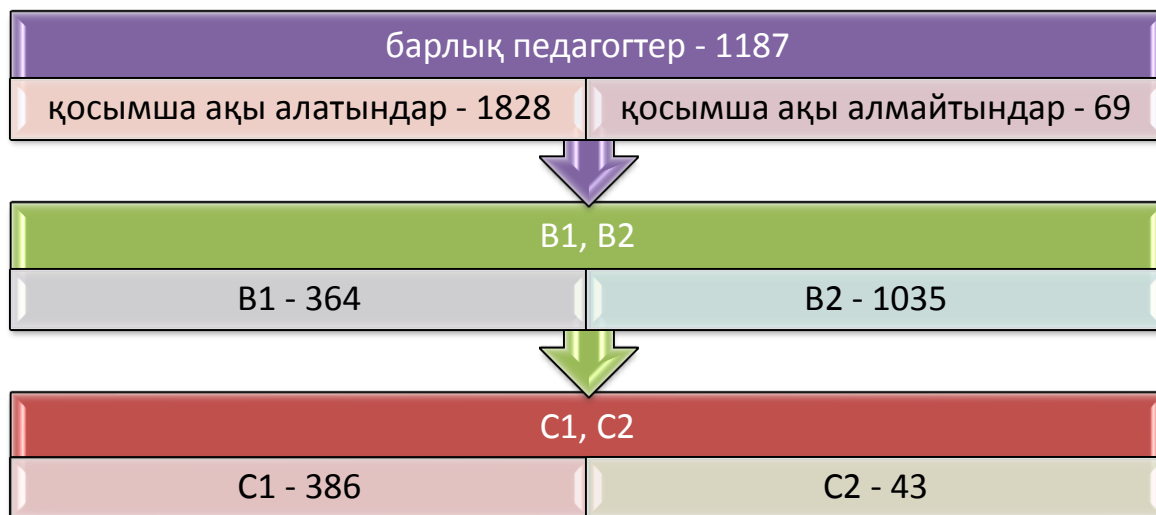 барлық педагогтер - 1187
қосымша ақы алатындар - 1828
қосымша ақы алмайтындар - 69
В1, В2
В1 - 364
В2 - 1035
С1, С2
С1 - 386
С2 - 43